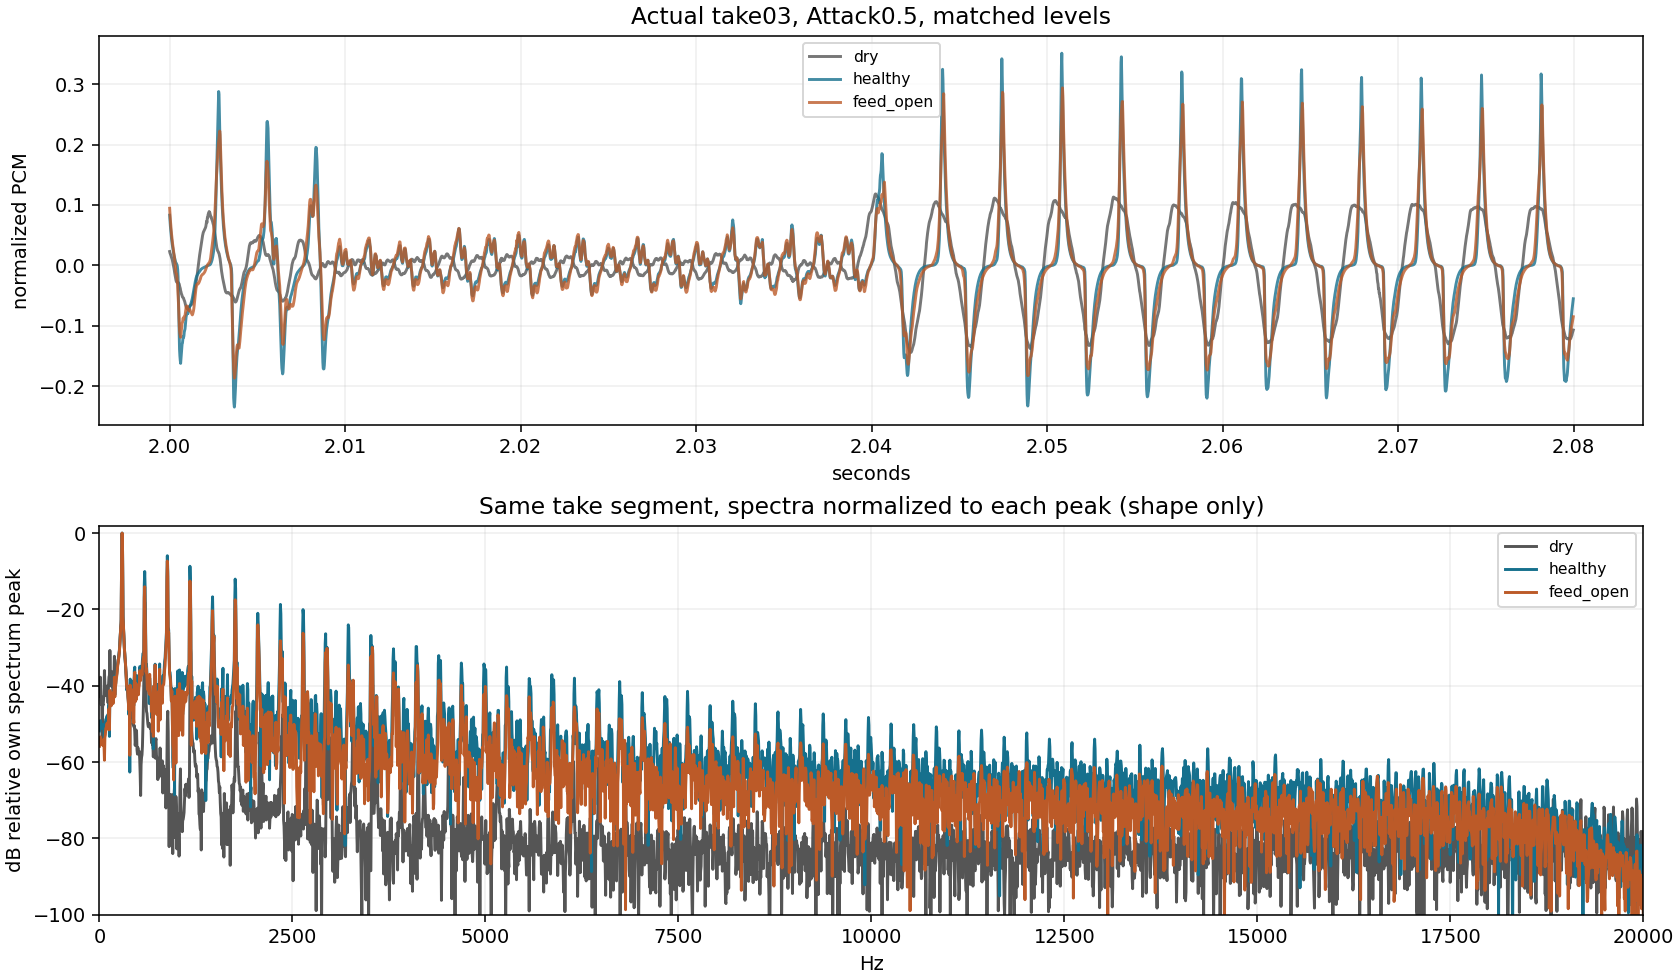 Actual take03, Attack0.5, matched levels
dry
healthy
feed_open
normalized PCM
0.3
0.2
0.1
0.0
−0.1
−0.2
2.00 2.01 2.02 2.03 2.04 2.05 2.06 2.07 2.08
seconds
Same take segment, spectra normalized to each peak (shape only)
dry
healthy
feed_open
dB relative own spectrum peak
0
−20
−40
−60
−80
−100
0 2500 5000 7500 10000 12500 15000 17500 20000
Hz